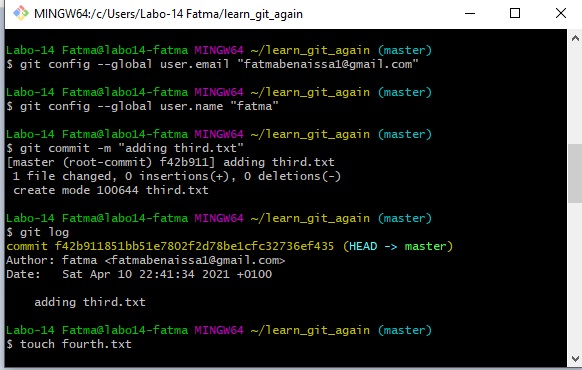 MINGW64:/c/Users/Labo-14 Fatma/learn_git_again
Labo-14 Fatma@labo14-fatma MINGW64 ~/learn_git_again (master)
$ git config --global user.email "fatmabenaissa1@gmail.com"
Labo-14 Fatma@labo14-fatma MINGW64 ~/learn_git_again (master)
$ git config --global user.name "fatma"
Labo-14 Fatma@labo14-fatma MINGW64 ~/learn_git_again (master)
$ git commit -m "adding third.txt"
[master (root-commit) f42b911] adding third.txt
 1 file changed, 0 insertions(+), 0 deletions(-)
 create mode 100644 third.txt
Labo-14 Fatma@labo14-fatma MINGW64 ~/learn_git_again (master)
$ git log
commit f42b911851bb51e7802f2d78be1cfc32736ef435 (HEAD -> master)
Author: fatma <fatmabenaissa1@gmail.com>
Date:   Sat Apr 10 22:41:34 2021 +0100
    adding third.txt
Labo-14 Fatma@labo14-fatma MINGW64 ~/learn_git_again (master)
$ touch fourth.txt